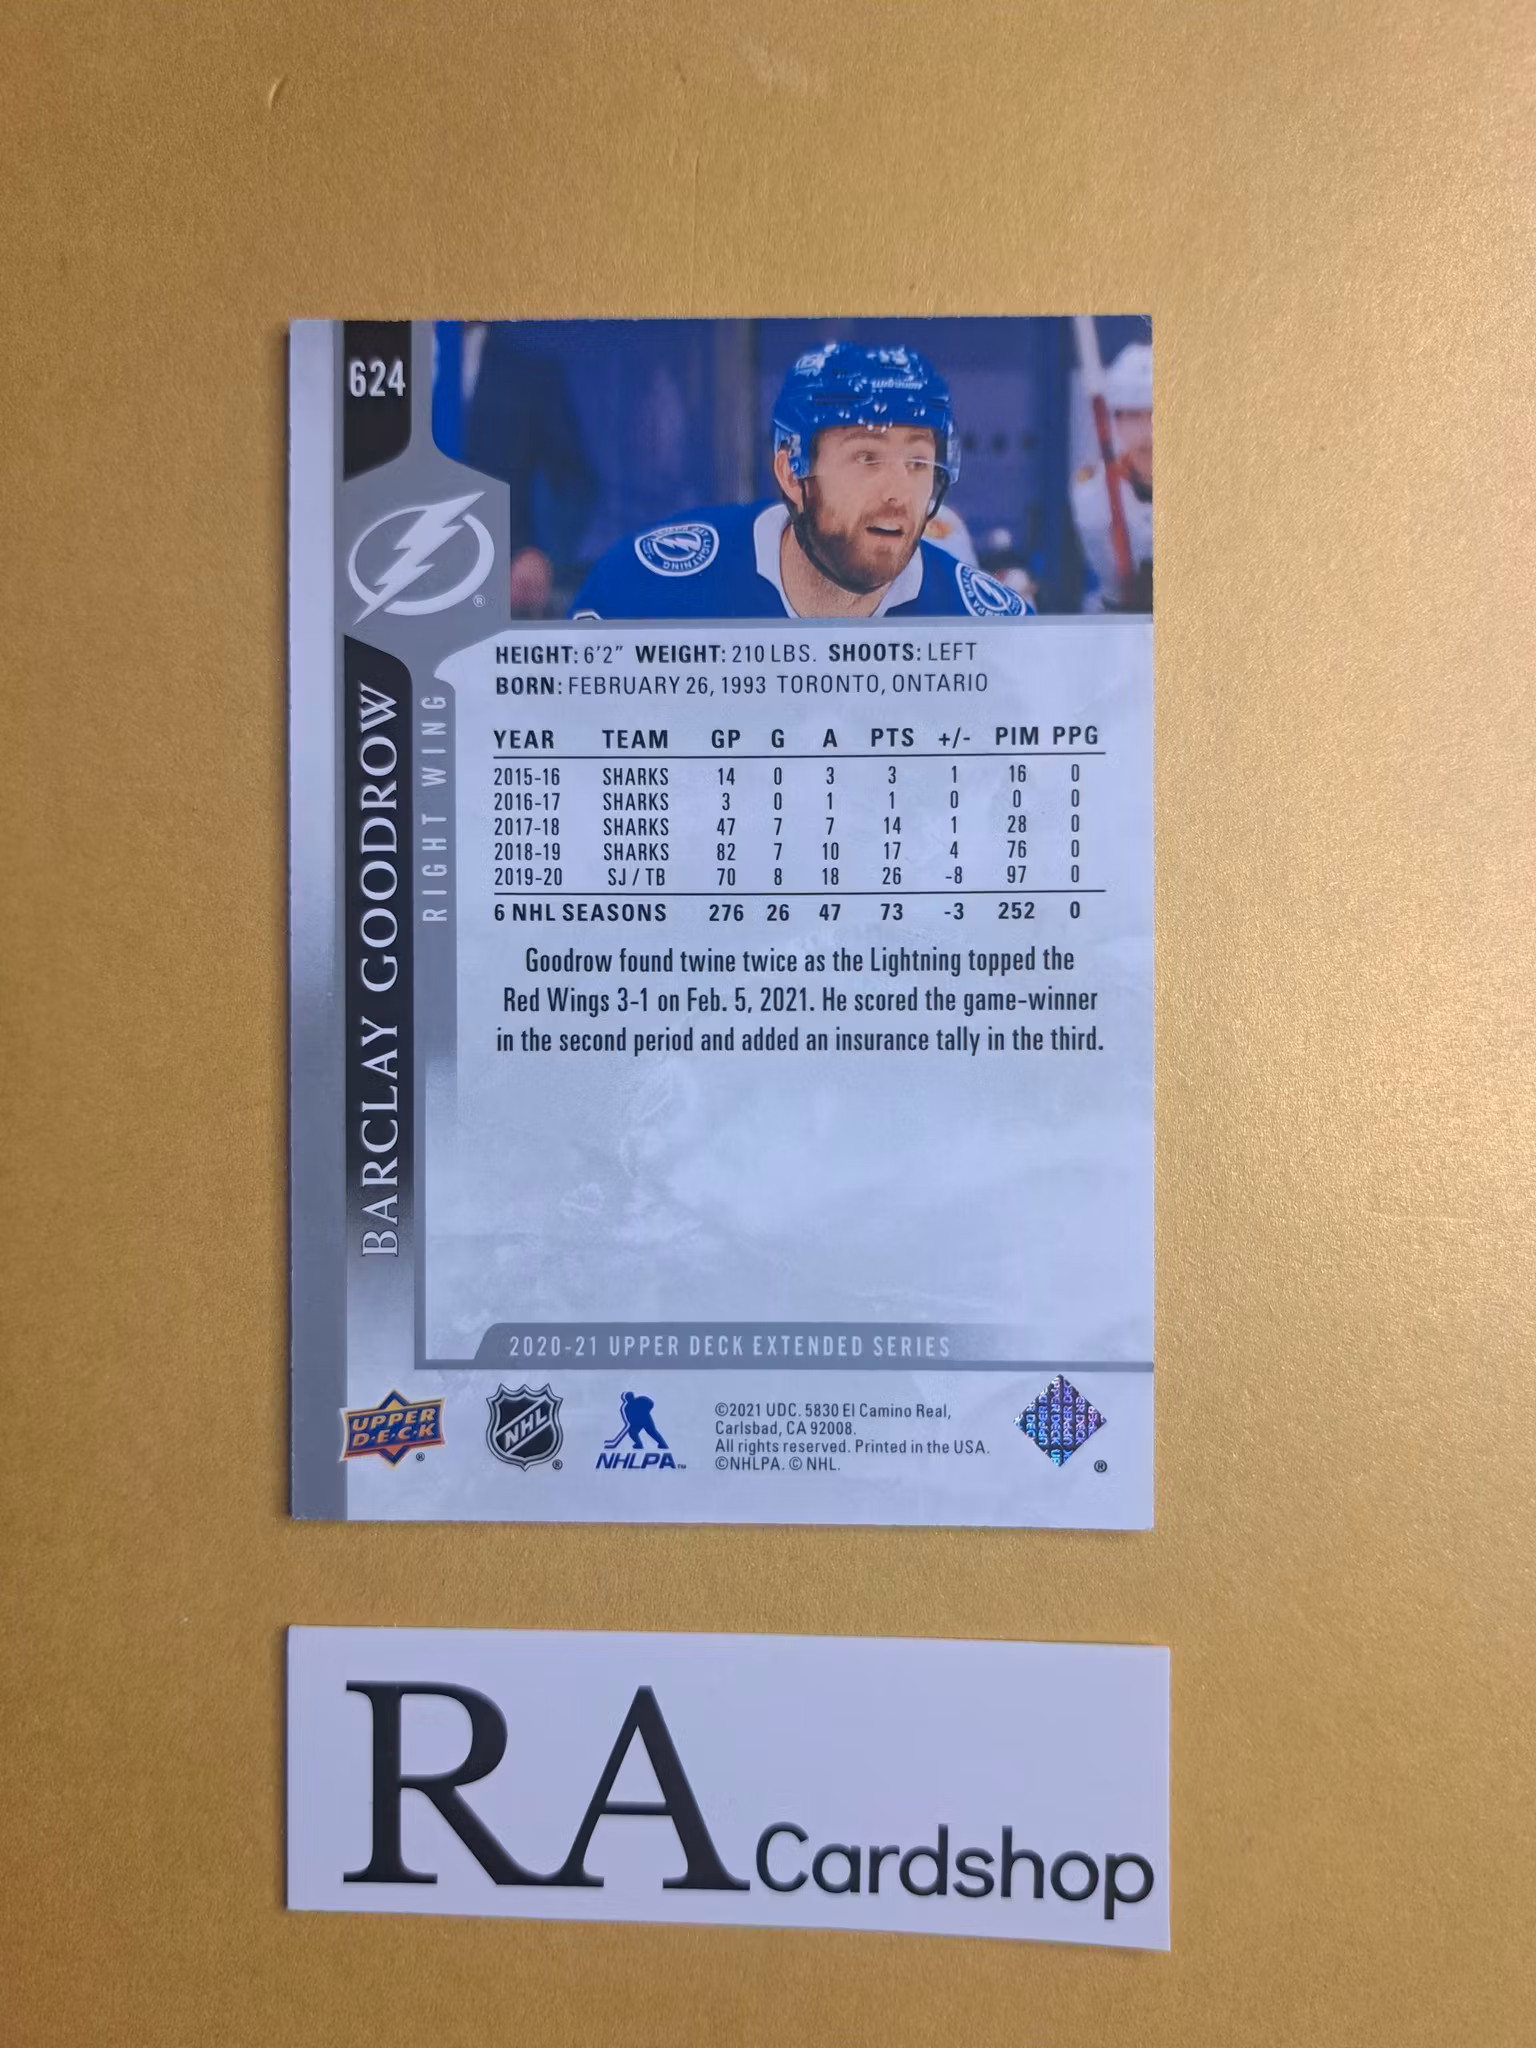 624
HEIGHT: 6'2" WEIGHT: 210 LBS. SHOOTS: LEFT
BORN: FEBRUARY 26, 1993 TORONTO, ONTARIO
BARCLAY GOODROW
RIGHT WING
YEAR TEAM GP G A PTS +/- PIM PPG
2015-16 SHARKS 14 0 3 3 1 16 0
2016-17 SHARKS 3 0 1 1 0 0 0
2017-18 SHARKS 47 7 7 14 1 28 0
2018-19 SHARKS 82 7 10 17 4 76 0
2019-20 SJ / TB 70 8 18 26 -8 97 0
6 NHL SEASONS 276 26 47 73 -3 252 0
Goodrow found twine twice as the Lightning topped the
Red Wings 3-1 on Feb. 5, 2021. He scored the game-winner
in the second period and added an insurance tally in the third.
2020-21 UPPER DECK EXTENDED SERIES
UPPER
D·E·C·K ®
NHL ®
NHLPA™
©2021 UDC. 5830 El Camino Real,
Carlsbad, CA 92008.
All rights reserved. Printed in the USA.
©NHLPA. © NHL.
®
RA Cardshop